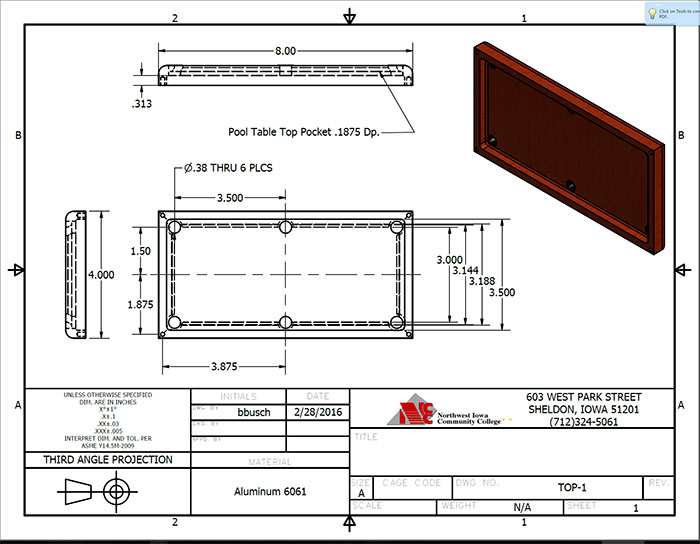 Click on Tools to con
PDF.
2
1
B
B
8.00
.313
Pool Table Top Pocket .1875 Dp.
Ø.38 THRU 6 PLCS
3.500
1.50
4.000
1.875
3.000
3.144
3.188
3.500
3.875
A
A
UNLESS OTHERWISE SPECIFIED
DIM. ARE IN INCHES
X°±1°
.X±.1
.XX±.03
.XXX±.005
INTERPRET DIM. AND TOL. PER
ASME Y14.5M-2009
THIRD ANGLE PROJECTION
INITIALS
DATE
DWG BY
bbusch
2/28/2016
CKD. BY
APPD. BY
MATERIAL
Aluminum 6061
NCC
Northwest Iowa
Community College
603 WEST PARK STREET
SHELDON, IOWA 51201
(712)324-5061
TITLE
SIZE
A
CAGE CODE
DWG NO.
TOP-1
REV.
SCALE
WEIGHT
N/A
SHEET
1
2
1